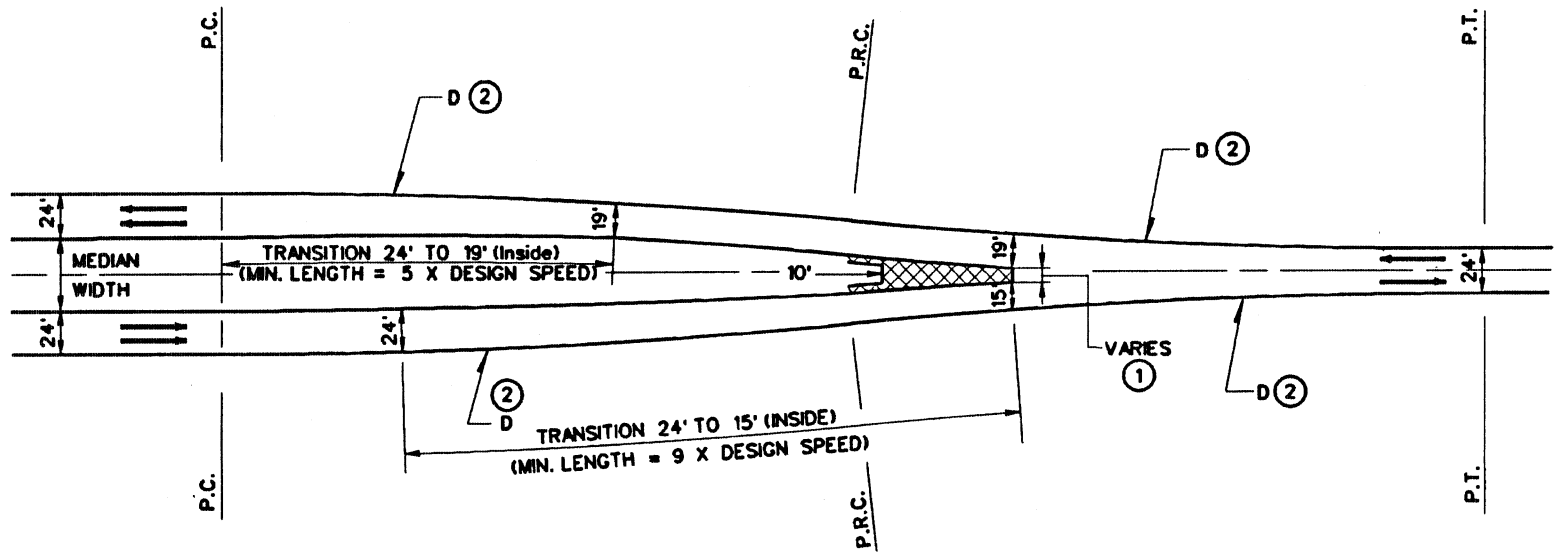 P.C.
P.R.C.
P.T.
D ②
D ②
24'
19'
19'
MEDIAN
WIDTH
TRANSITION 24' TO 19' (Inside)
(MIN. LENGTH = 5 X DESIGN SPEED)
10'
24'
15'
24'
24'
VARIES
①
②
D
D ②
TRANSITION 24' TO 15' (INSIDE)
(MIN. LENGTH = 9 X DESIGN SPEED)
P.C.
P.R.C.
P.T.